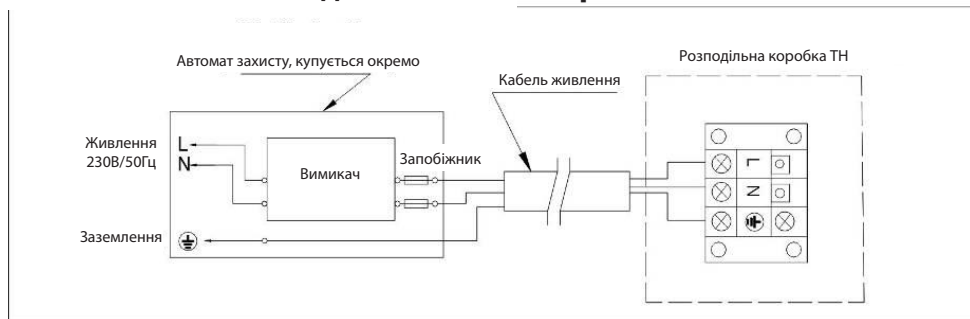 Автомат захисту, купується окремо
Розподільна коробка ТН
Кабель живлення
Живлення
230В/50Гц
L
N
Вимикач
Запобіжник
L
N
Заземлення